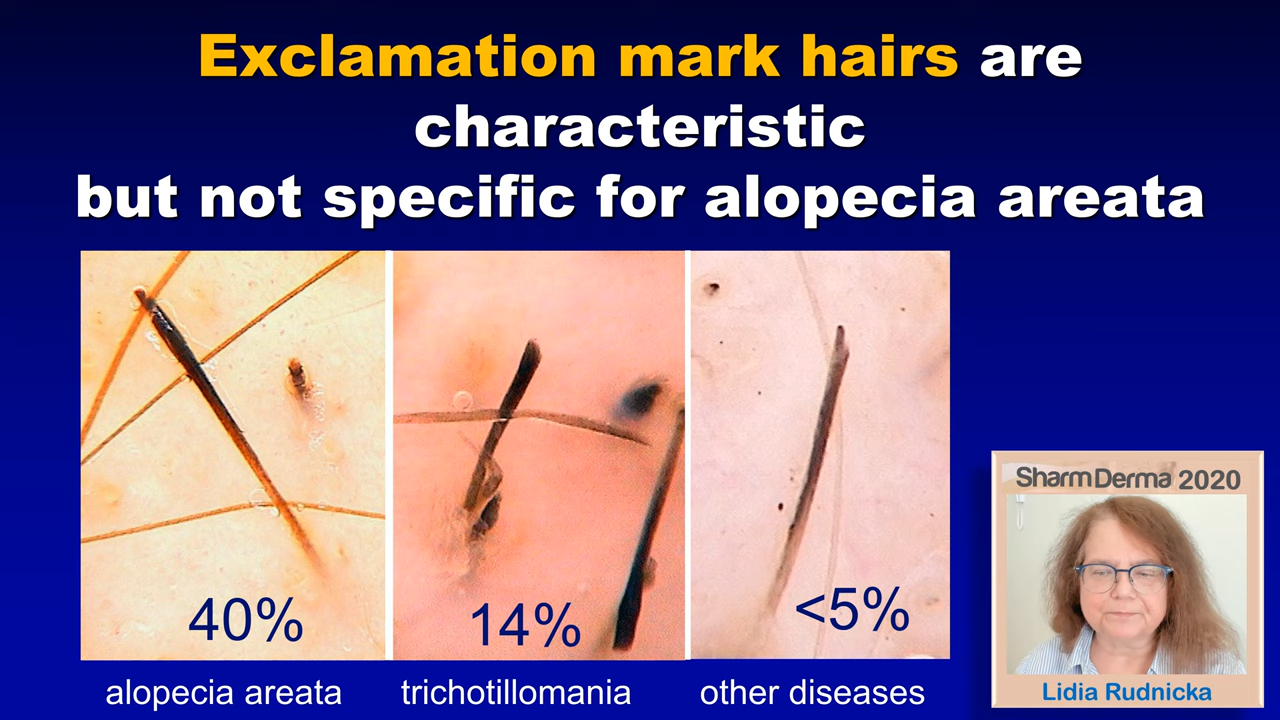 Exclamation mark hairs are
characteristic
but not specific for alopecia areata
40%
14%
<5%
alopecia areata
trichotillomania
other diseases
SharmDerma 2020
Lidia Rudnicka